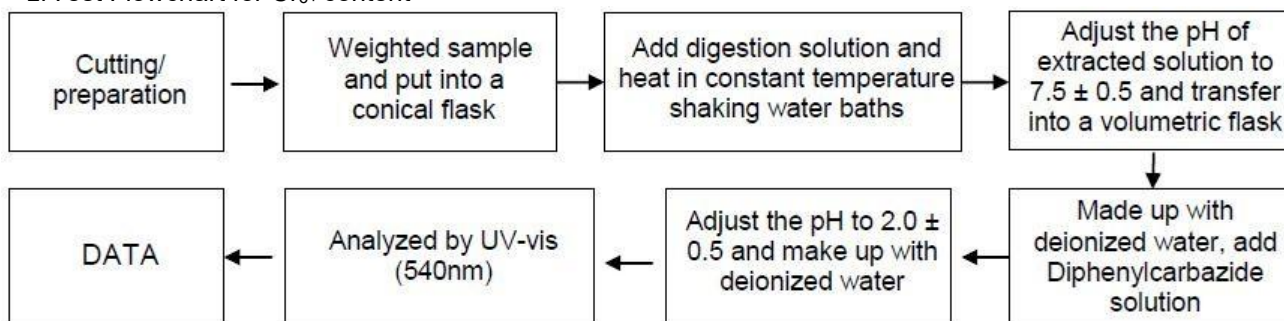 Cutting/
preparation
Weighted sample
and put into a
conical flask
Add digestion solution and
heat in constant temperature
shaking water baths
Adjust the pH of
extracted solution to
7.5 ± 0.5 and transfer
into a volumetric flask
Made up with
deionized water, add
Diphenylcarbazide
solution
Adjust the pH to 2.0 ±
0.5 and make up with
deionized water
Analyzed by UV-vis
(540nm)
DATA